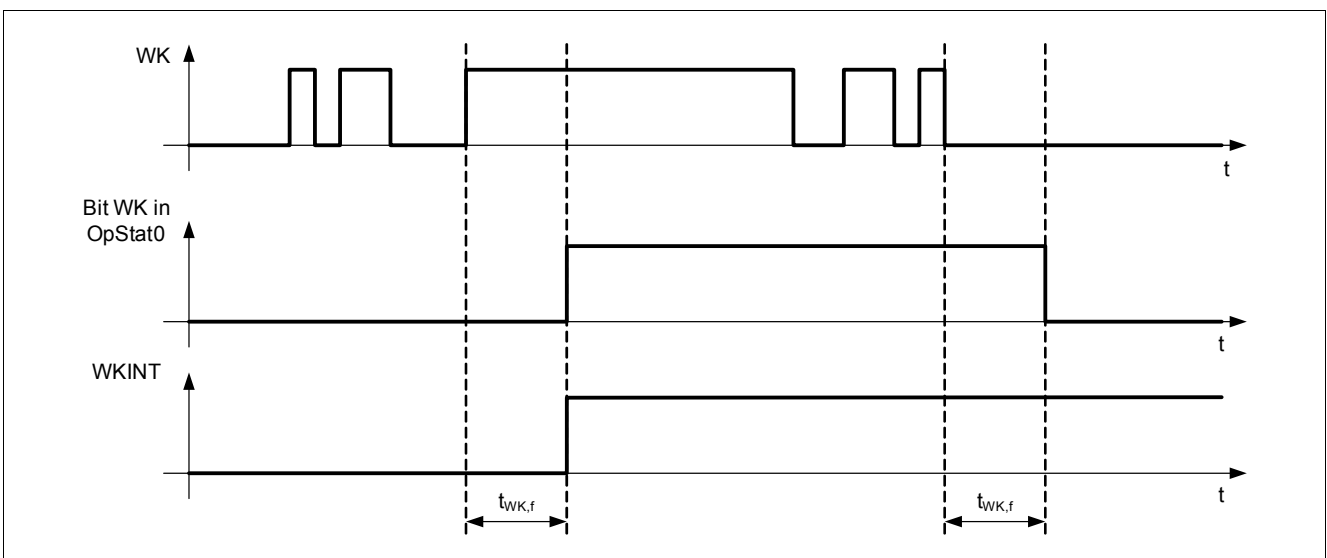 WK
t
Bit WK in
OpStat0
t
WKINT
t
tWK,f
tWK,f